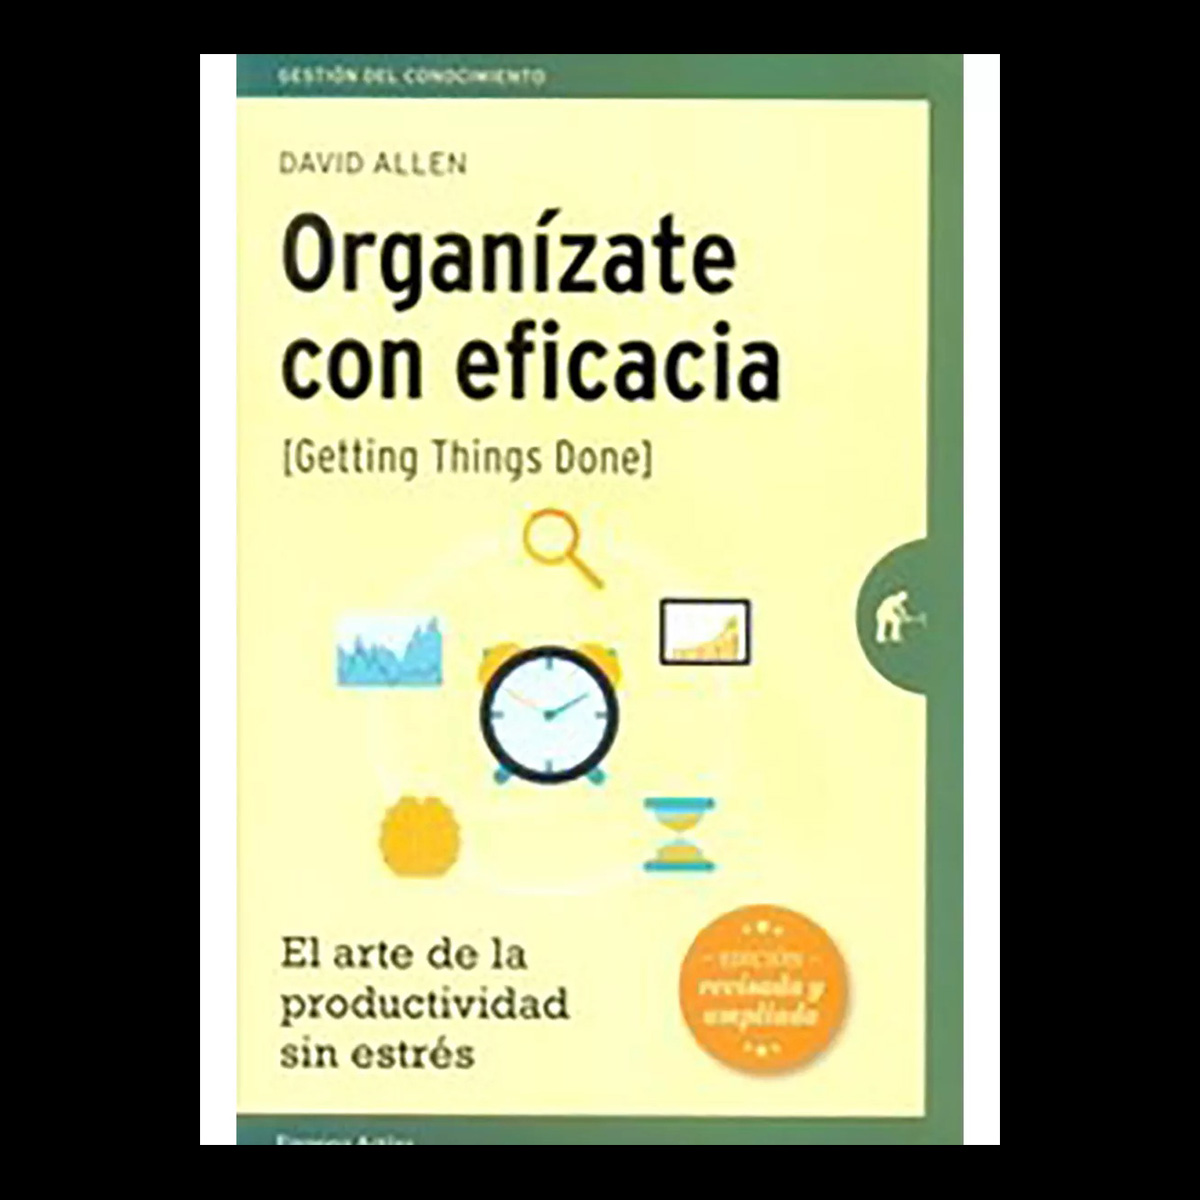 GESTIÓN DEL CONOCIMIENTO
DAVID ALLEN
Organízate
con eficacia
[Getting Things Done]
El arte de la
productividad
sin estrés
EDICIÓN
revisada y
ampliada